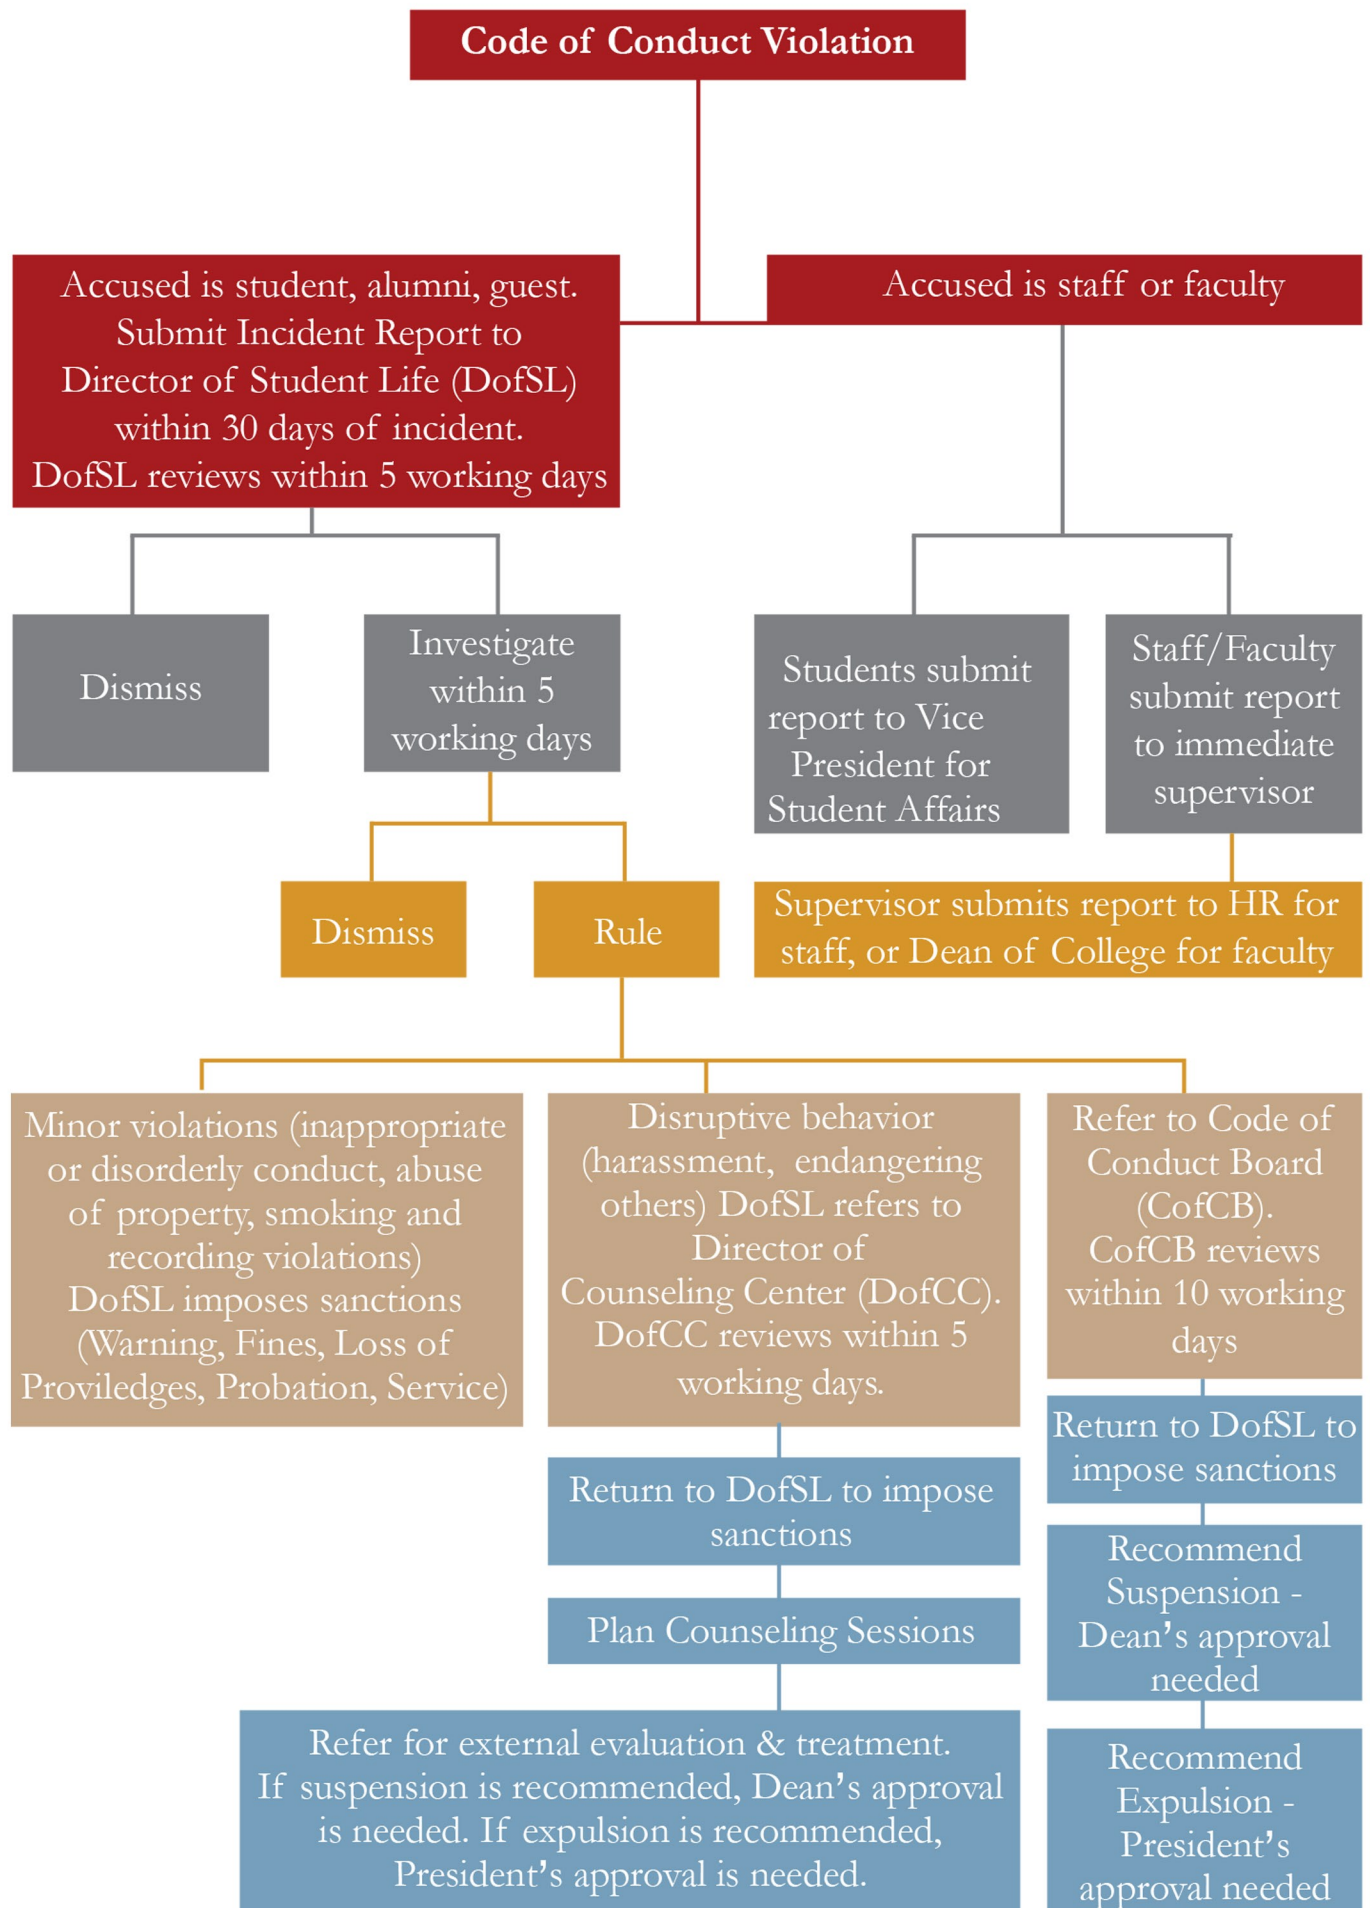 Code of Conduct Violation
Accused is student, alumni, guest.
Submit Incident Report to
Director of Student Life (DofSL)
within 30 days of incident.
DofSL reviews within 5 working days
Accused is staff or faculty
Dismiss
Investigate
within 5
working days
Students submit
report to Vice
President for
Student Affairs
Staff/Faculty
submit report
to immediate
supervisor
Dismiss
Rule
Supervisor submits report to HR for
staff, or Dean of College for faculty
Minor violations (inappropriate
or disorderly conduct, abuse
of property, smoking and
recording violations)
DofSL imposes sanctions
(Warning, Fines, Loss of
Proviledges, Probation, Service)
Disruptive behavior
(harassment, endangering
others) DofSL refers to
Director of
Counseling Center (DofCC).
DofCC reviews within 5
working days.
Refer to Code of
Conduct Board
(CofCB).
CofCB reviews
within 10 working
days
Return to DofSL to impose
sanctions
Plan Counseling Sessions
Refer for external evaluation & treatment.
If suspension is recommended, Dean's approval
is needed. If expulsion is recommended,
President's approval is needed.
Return to DofSL to
impose sanctions
Recommend
Suspension -
Dean's approval
needed
Recommend
Expulsion -
President's
approval needed